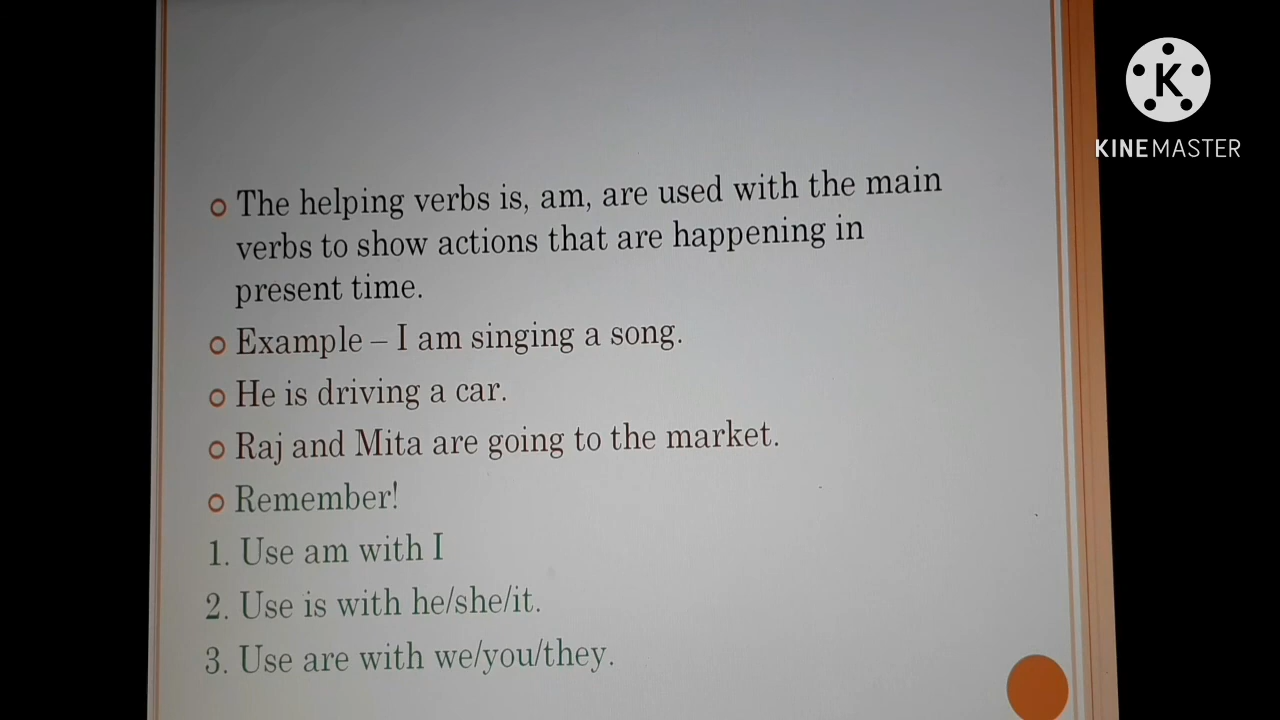 The helping verbs is, am, are used with the main
verbs to show actions that are happening in
present time.
Example – I am singing a song.
He is driving a car.
Raj and Mita are going to the market.
Remember!
1. Use am with I
2. Use is with he/she/it.
3. Use are with we/you/they.
K
KINEMASTER